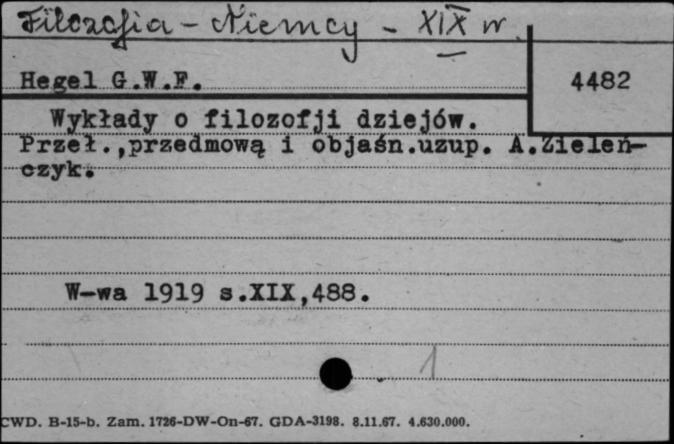 Filozofia - Niemcy - XIX w.
Hegel G.W.F.
4482
Wykłady o filozofji dziejów.
Przeł.,przedmową i objaśn.uzup. A.Zieleń-
czyk.
W-wa 1919 s.XIX,488.
1
CWD. B-15-b. Zam. 1726-DW-On-67. GDA-3198. 8.11.67. 4.630.000.